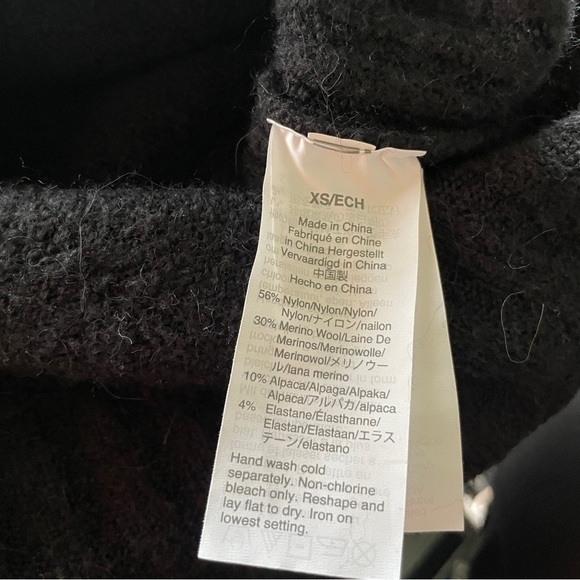 XS/ECH
Made in China
Fabriqué en Chine
in China Hergestellt
Vervaardigd in China
中国製
Hecho en China
56% Nylon/Nylon/Nylon/
Nylon/ナイロン/nailon
30% Merino Wool/Laine De
Merinos/Merinowolle/
Merinowol/メリノウー
ル/lana merino
10% Alpaca/Alpaga/Alpaka/
Alpaca/アルパカ/alpaca
4% Elastane/Élasthanne/
Elastan/Elastaan/エラス
テーン/elastano
Hand wash cold
separately. Non-chlorine
bleach only. Reshape and
lay flat to dry. Iron on
lowest setting.